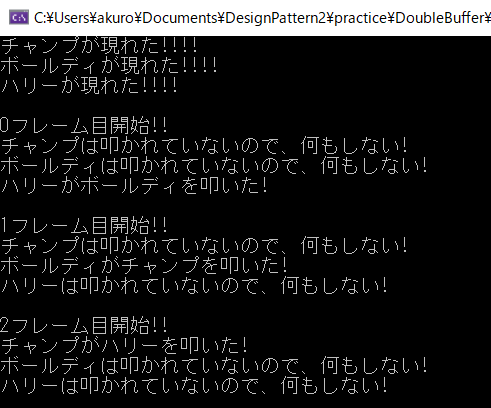 C:¥Users¥akuro¥Documents¥DesignPattern2¥practice¥DoubleBuffer¥
チャンプが現れた!!!!
ボールディが現れた!!!!
ハリーが現れた!!!!
0フレーム目開始!!
チャンプは叩かれていないので、何もしない!
ボールディは叩かれていないので、何もしない!
ハリーがボールディを叩いた!
1フレーム目開始!!
チャンプは叩かれていないので、何もしない!
ボールディがチャンプを叩いた!
ハリーは叩かれていないので、何もしない!
2フレーム目開始!!
チャンプがハリーを叩いた!
ボールディは叩かれていないので、何もしない!
ハリーは叩かれていないので、何もしない!